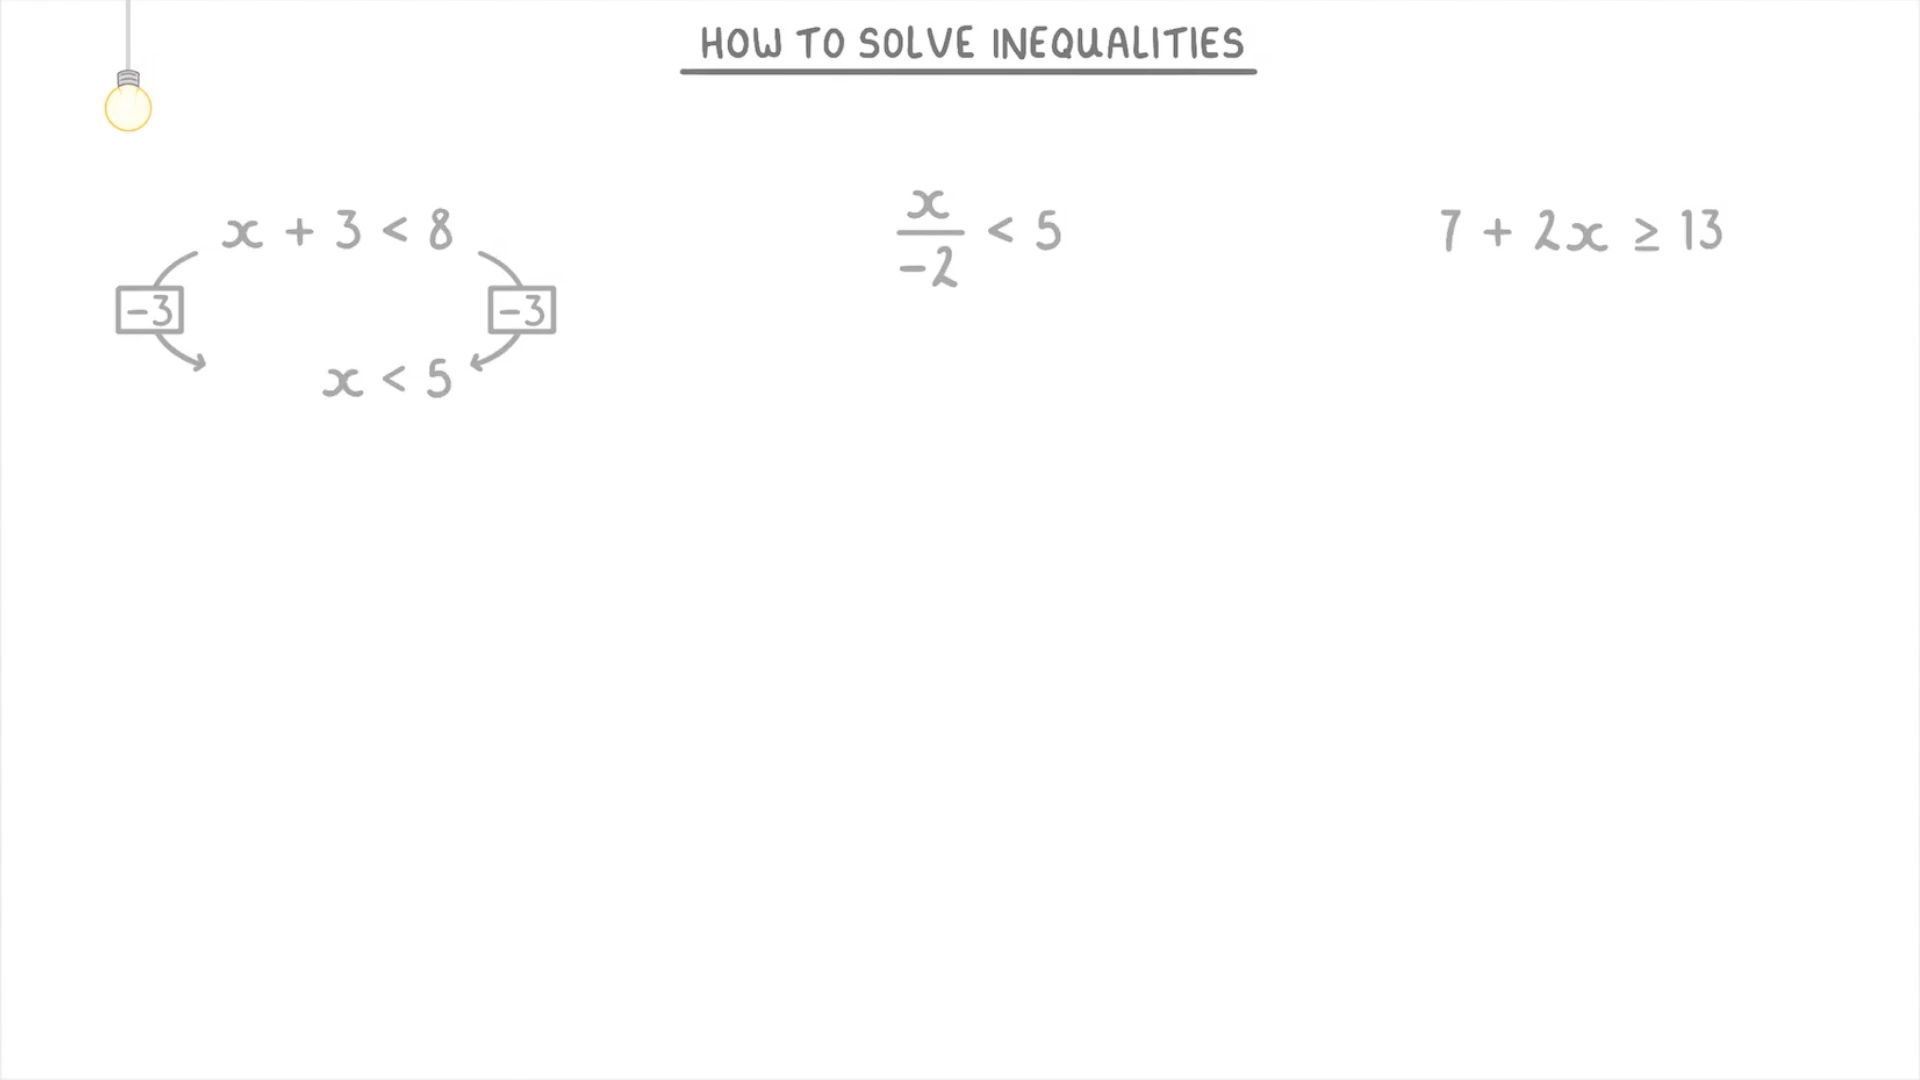 HOW TO SOLVE INEQUALITIES
x + 3 < 8
-3
-3
x < 5
x
-2
< 5
7 + 2x ≥ 13